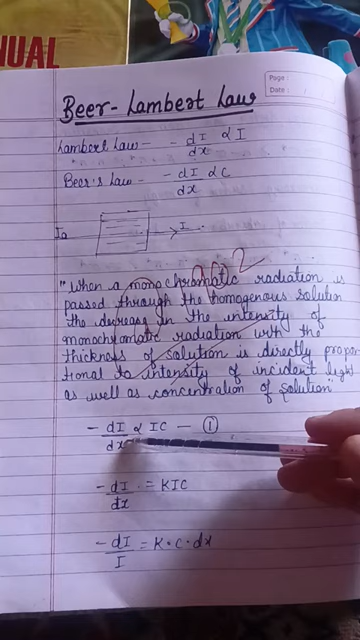 NUAL
Page :
Date :
Beer-Lambert Law
Lambert Law - - dI/dx α I
Beer's Law - - dI/dx α C
I₀ I
"When a monochromatic radiation is
passed through the homogenous solution
the decrease in the intensity of
monochromatic radiation with the
thickness of solution is directly propor-
tional to intensity of incident light
as well as concentration of solution"
- dI/dx α IC — ①
- dI/dx = KIC
- dI/I = K · C · dx